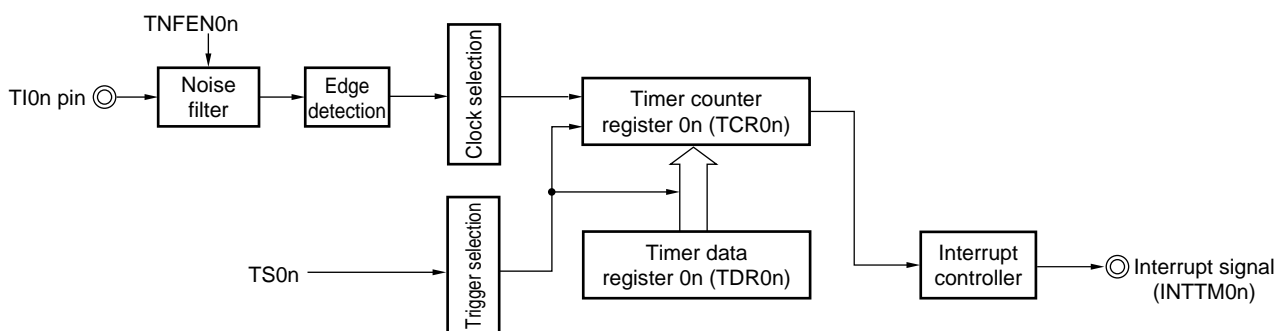 TNFEN0n
TI0n pin
Noise
filter
Edge
detection
Clock selection
Timer counter
register 0n (TCR0n)
TS0n
Trigger selection
Timer data
register 0n (TDR0n)
Interrupt
controller
Interrupt signal
(INTTM0n)